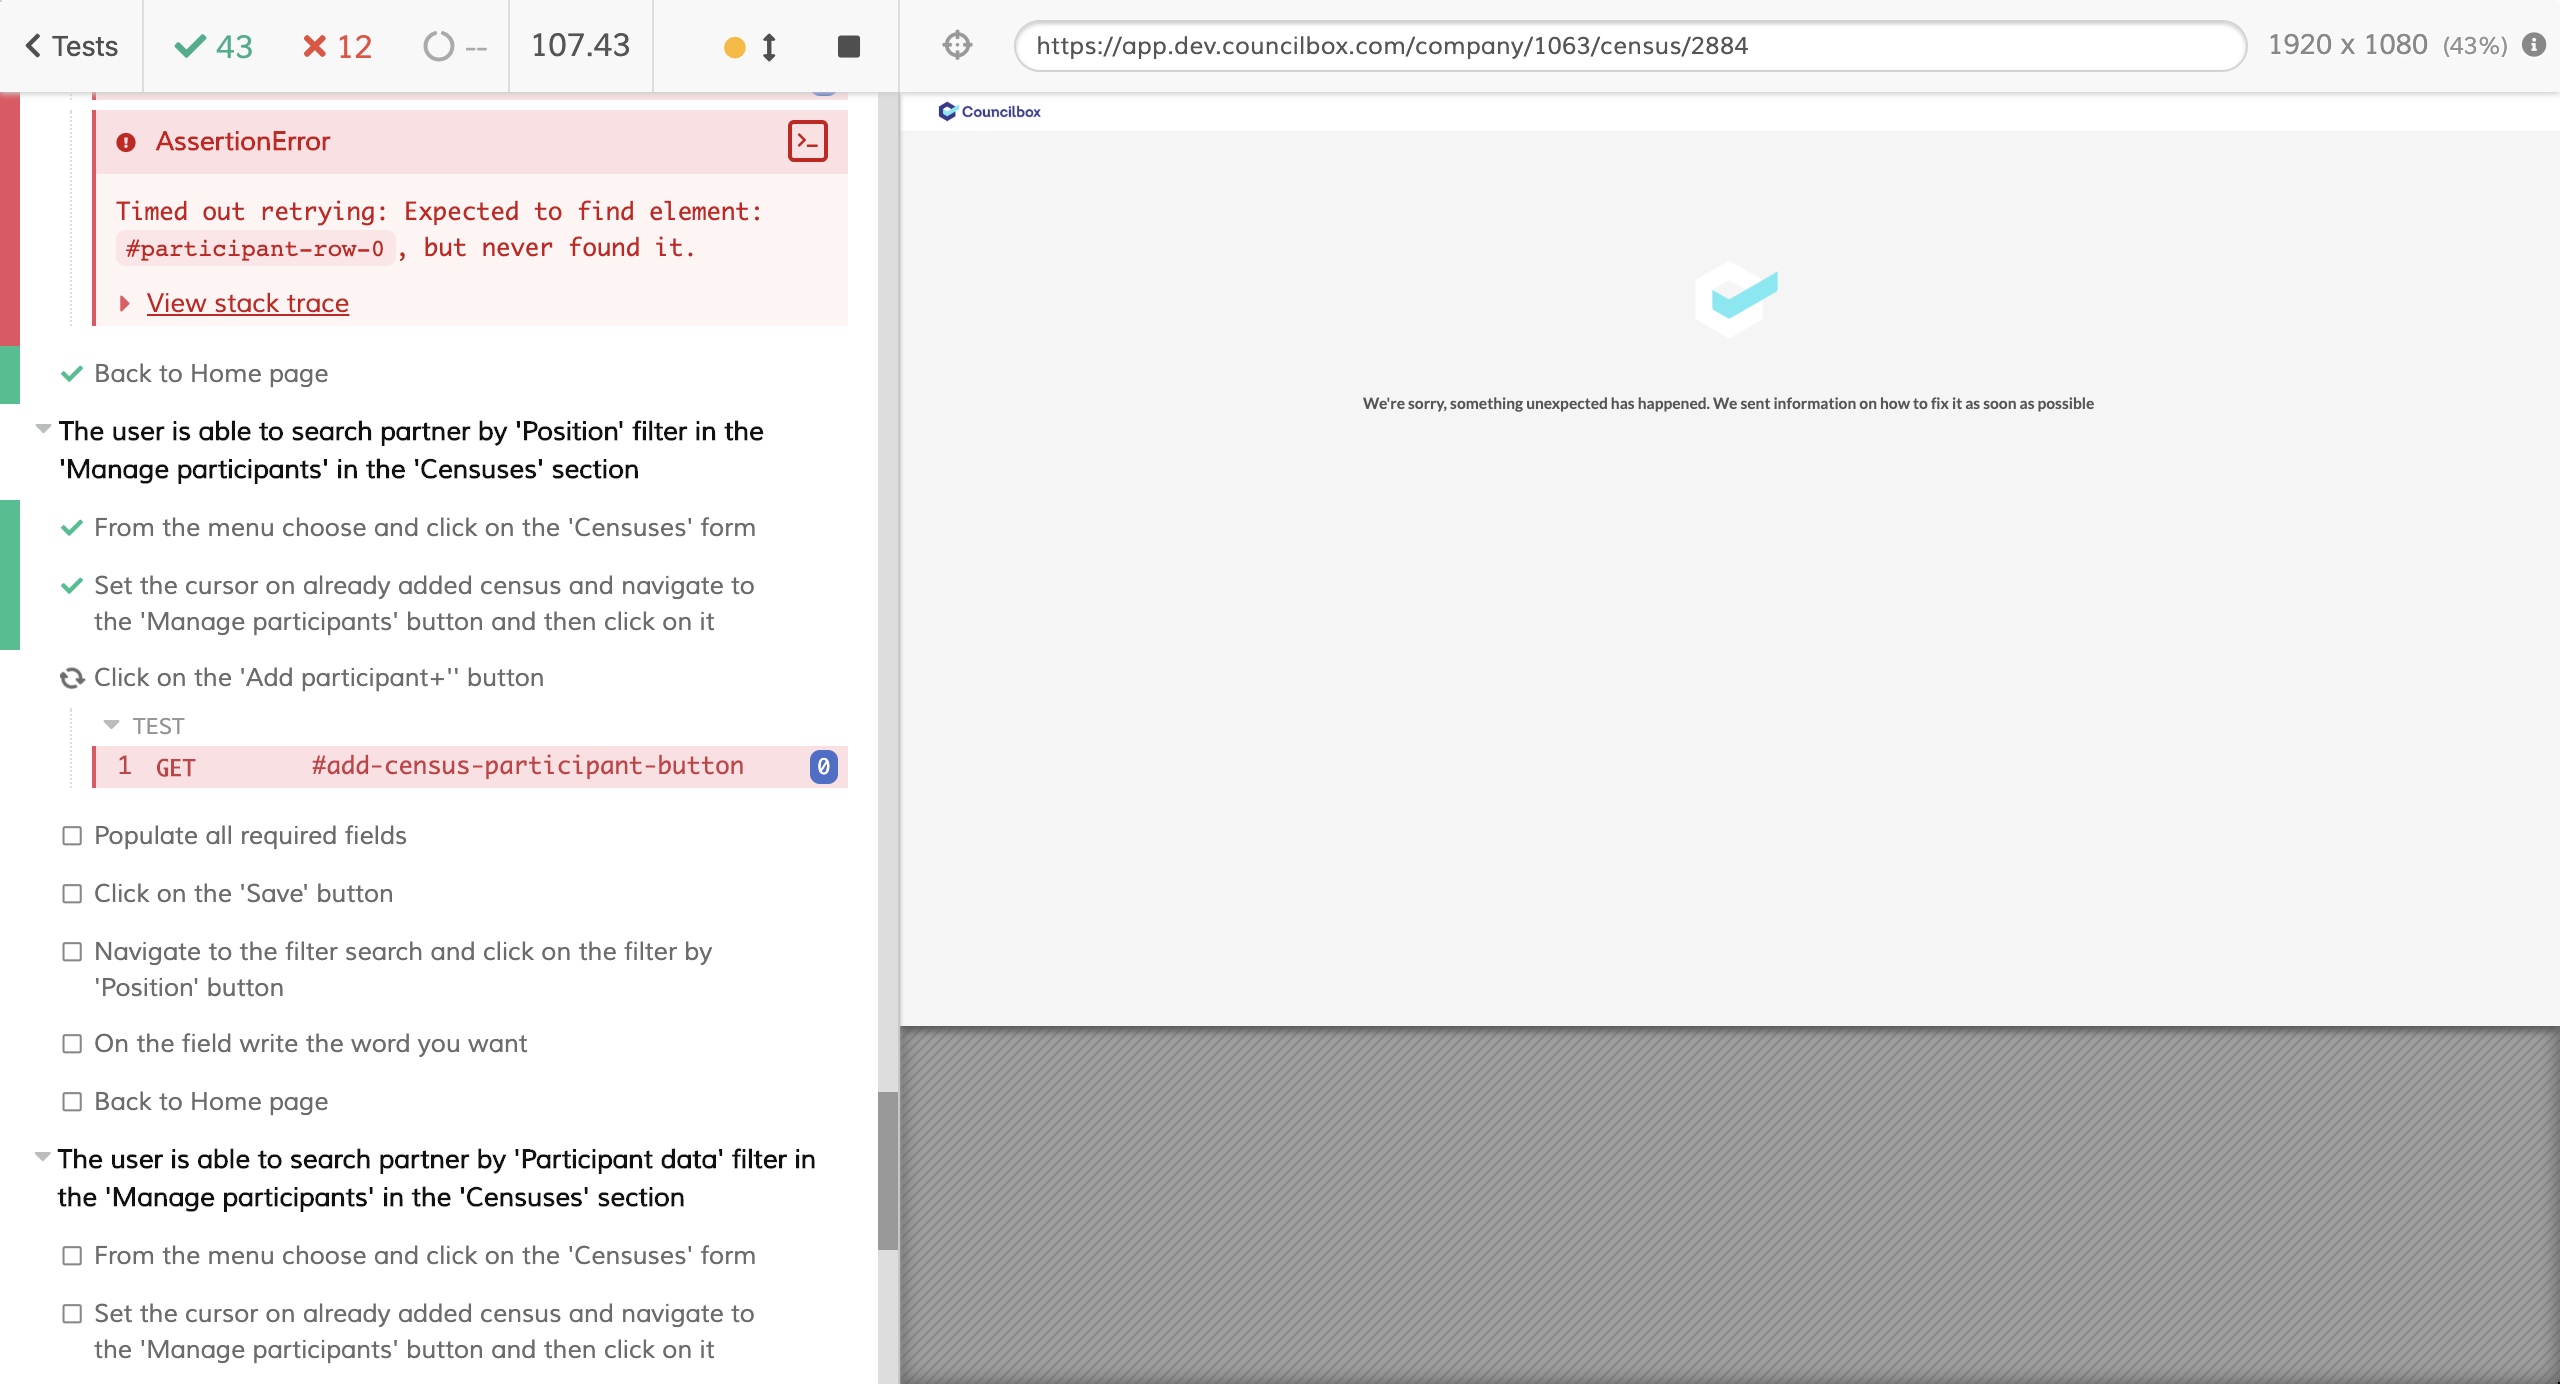 Tests
43
12
--
107.43
https://app.dev.councilbox.com/company/1063/census/2884
1920 x 1080 (43%)
AssertionError
Timed out retrying: Expected to find element:
#participant-row-0, but never found it.
View stack trace
Back to Home page
The user is able to search partner by 'Position' filter in the
'Manage participants' in the 'Censuses' section
From the menu choose and click on the 'Censuses' form
Set the cursor on already added census and navigate to
the 'Manage participants' button and then click on it
Click on the 'Add participant+'' button
TEST
1 GET #add-census-participant-button 0
Populate all required fields
Click on the 'Save' button
Navigate to the filter search and click on the filter by
'Position' button
On the field write the word you want
Back to Home page
The user is able to search partner by 'Participant data' filter in
the 'Manage participants' in the 'Censuses' section
From the menu choose and click on the 'Censuses' form
Set the cursor on already added census and navigate to
the 'Manage participants' button and then click on it
Councilbox
We're sorry, something unexpected has happened. We sent information on how to fix it as soon as possible